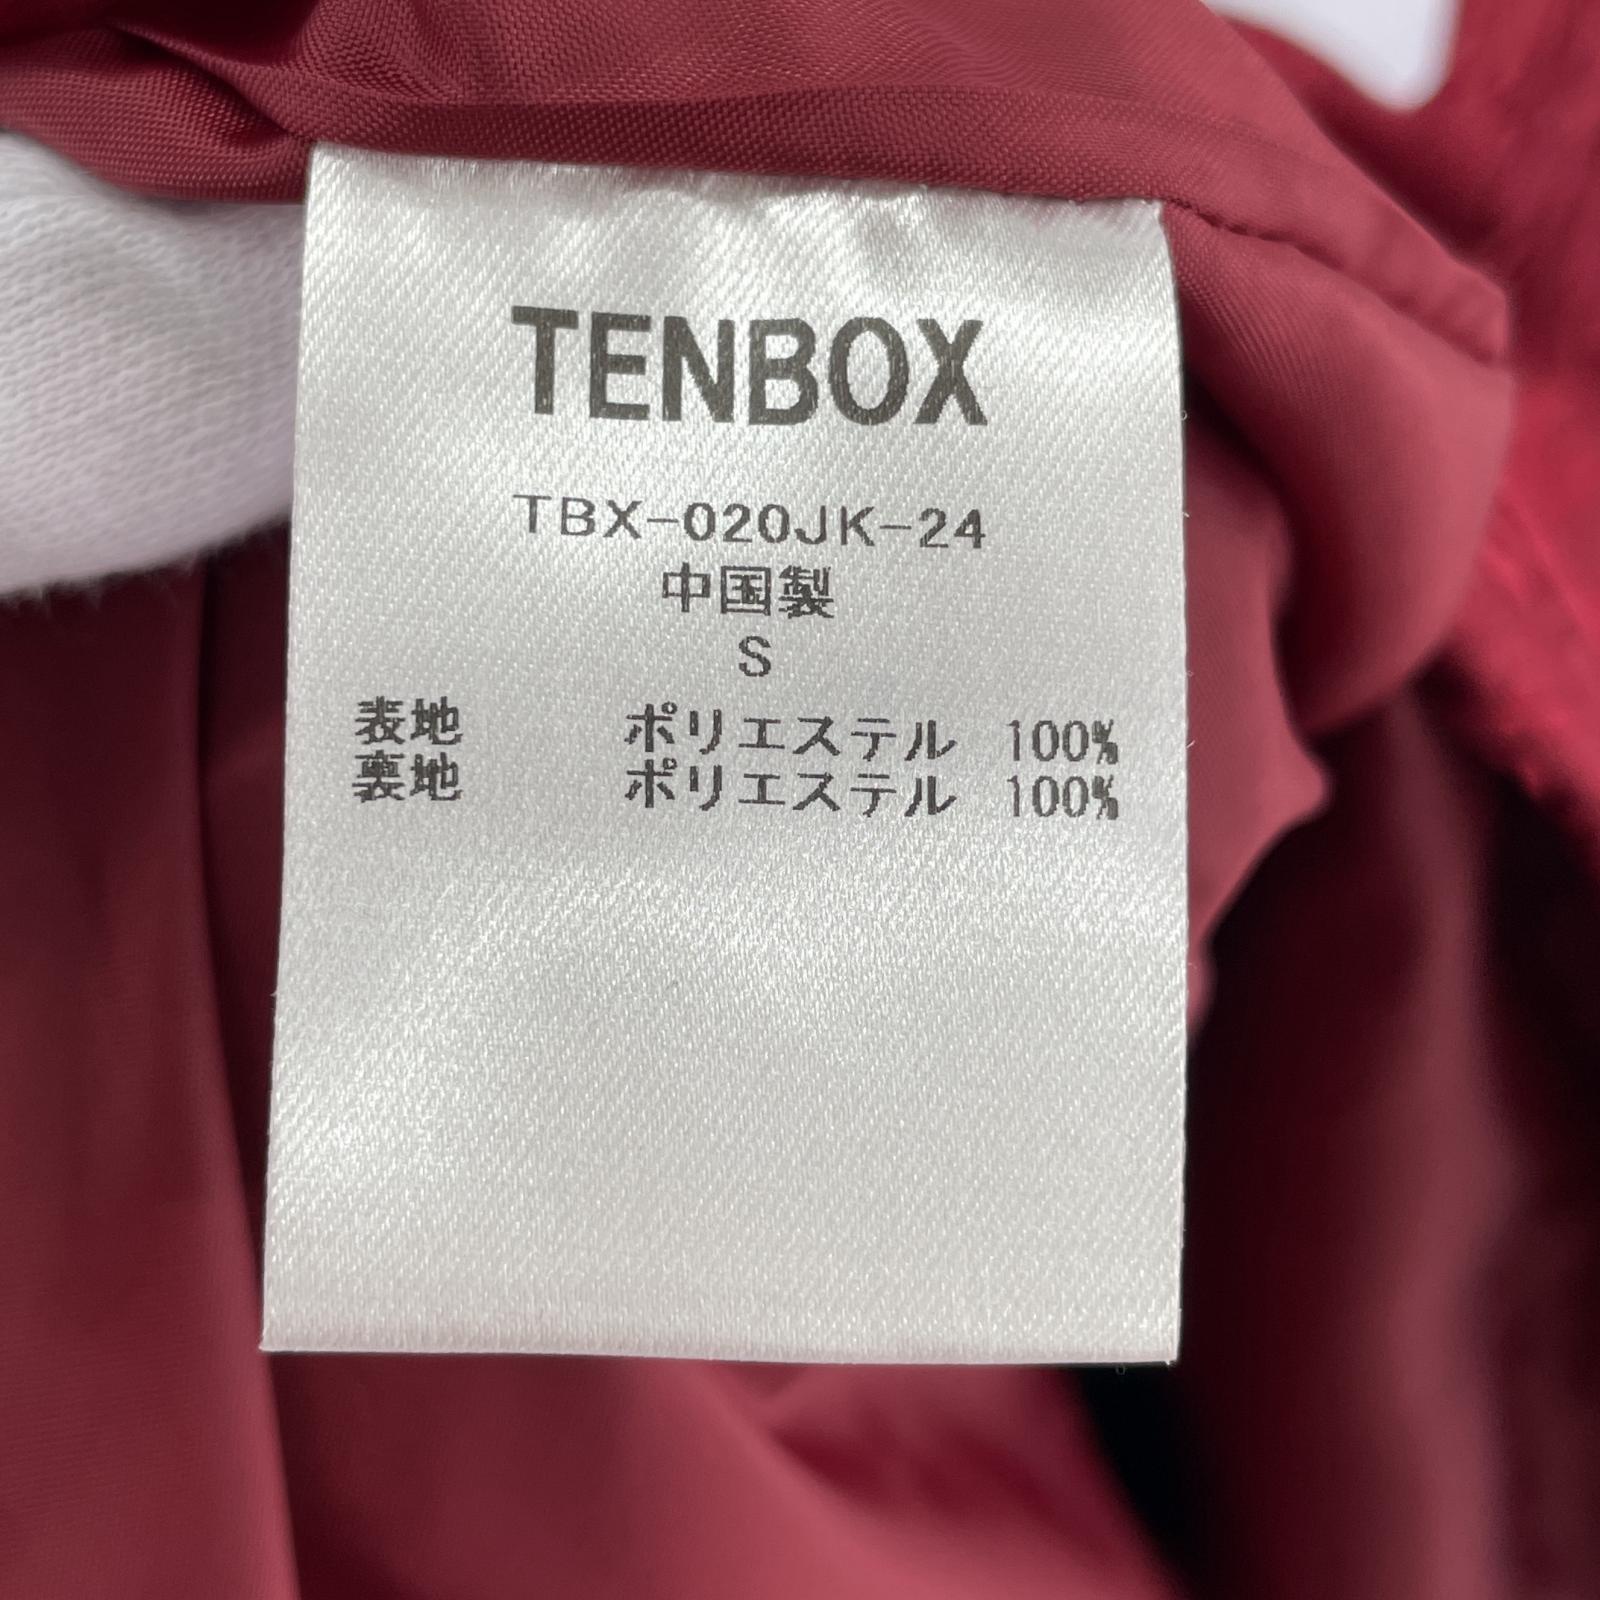 TENBOX
TBX-020JK-24
中国製
S
表地 ポリエステル 100%
裏地 ポリエステル 100%